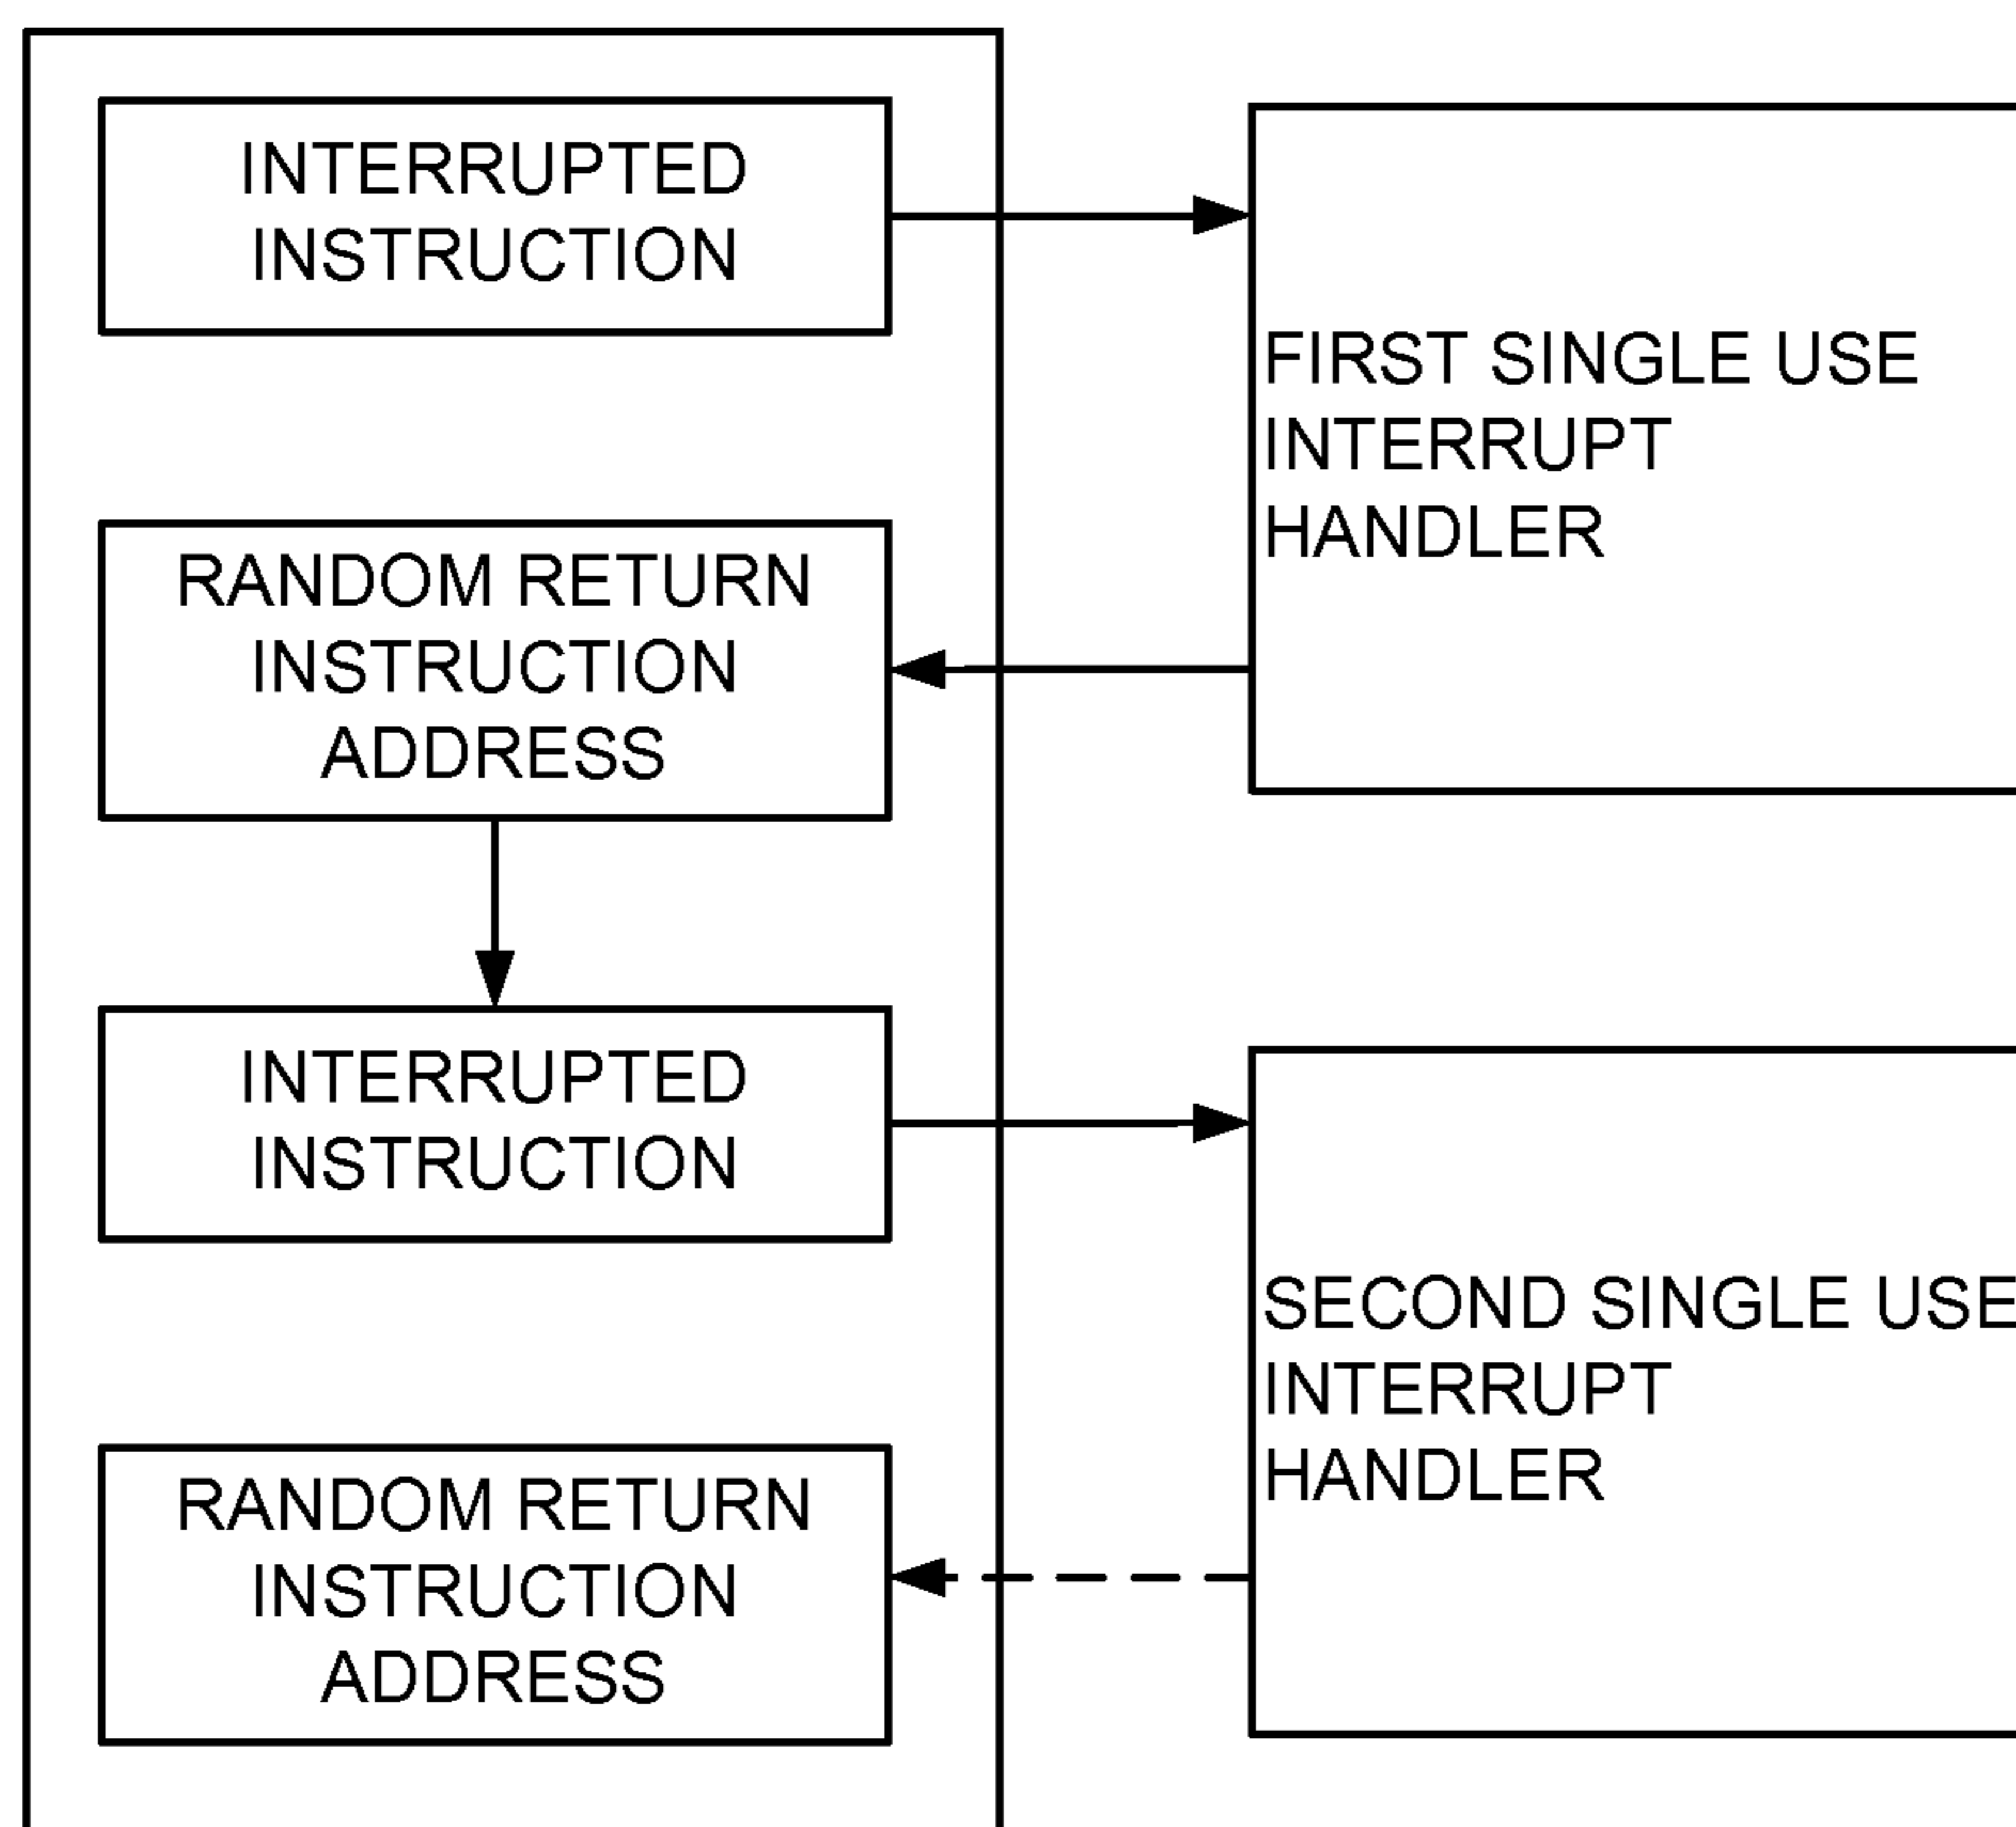 INTERRUPTED
INSTRUCTION
FIRST SINGLE USE
INTERRUPT
HANDLER
RANDOM RETURN
INSTRUCTION
ADDRESS
INTERRUPTED
INSTRUCTION
SECOND SINGLE USE
INTERRUPT
HANDLER
RANDOM RETURN
INSTRUCTION
ADDRESS